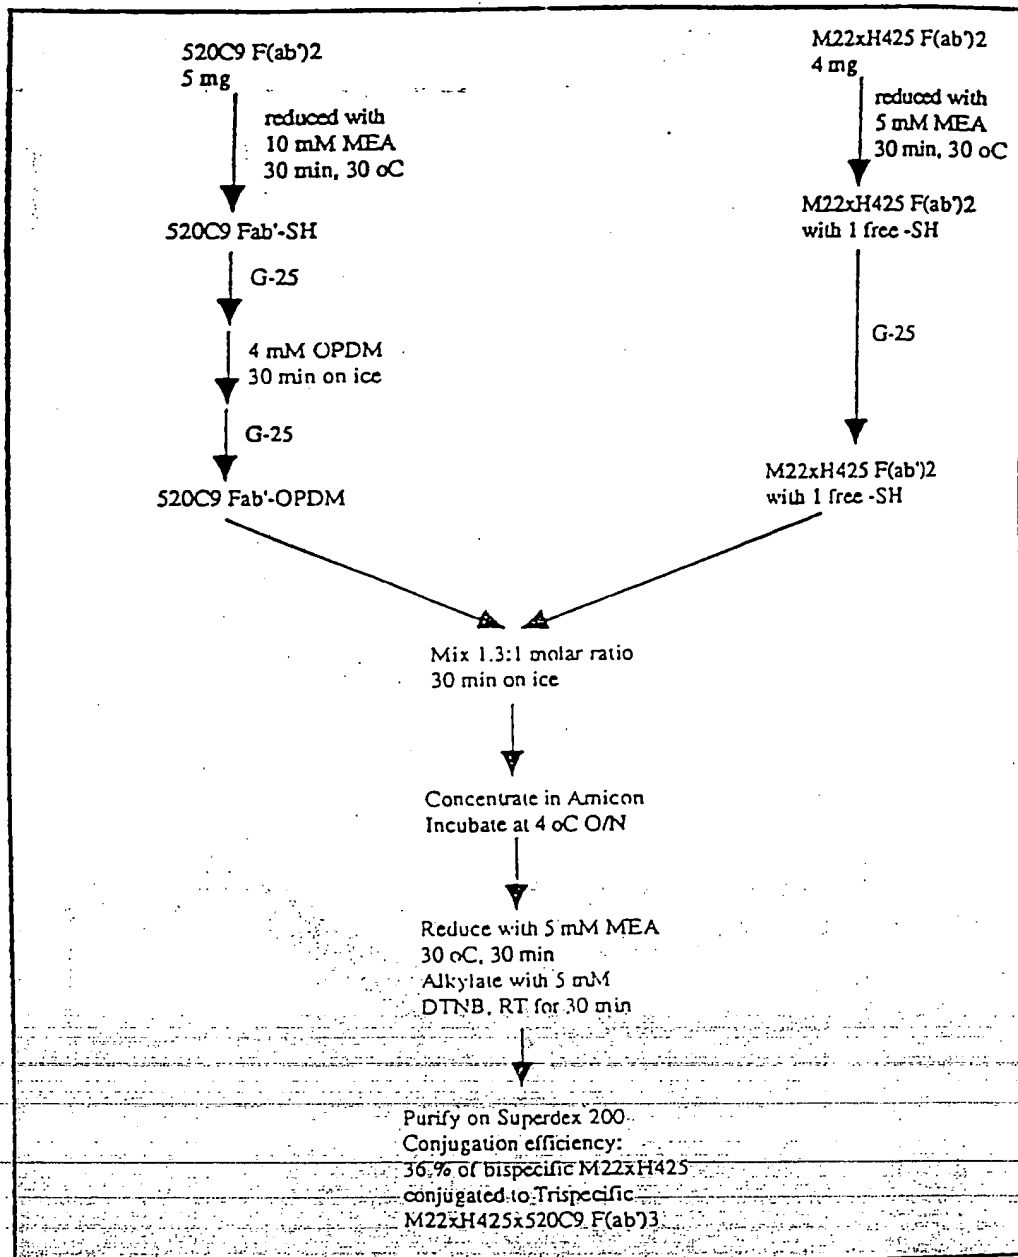 520C9 F(ab')2
5 mg
reduced with
10 mM MEA
30 min, 30 oC
520C9 Fab'-SH
G-25
4 mM OPDM
30 min on ice
G-25
520C9 Fab'-OPDM
M22xH425 F(ab')2
4 mg
reduced with
5 mM MEA
30 min, 30 oC
M22xH425 F(ab')2
with 1 free -SH
G-25
M22xH425 F(ab')2
with 1 free -SH
Mix 1.3:1 molar ratio
30 min on ice
Concentrate in Amicon
Incubate at 4 oC O/N
Reduce with 5 mM MEA
30 oC, 30 min
Alkylate with 5 mM
DTNB, RT for 30 min
Purify on Superdex 200
Conjugation efficiency:
36 % of bispecific M22xH425
conjugated to Trispecific
M22xH425x520C9 F(ab')3